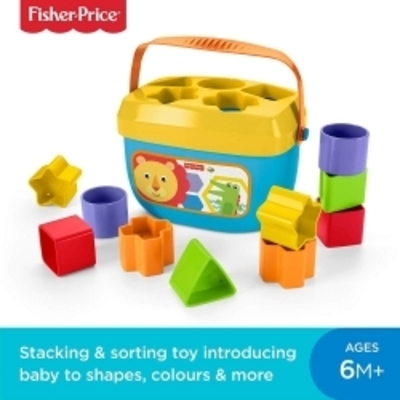 Fisher-Price
Stacking & sorting toy introducing
baby to shapes, colours & more
AGES
6M+